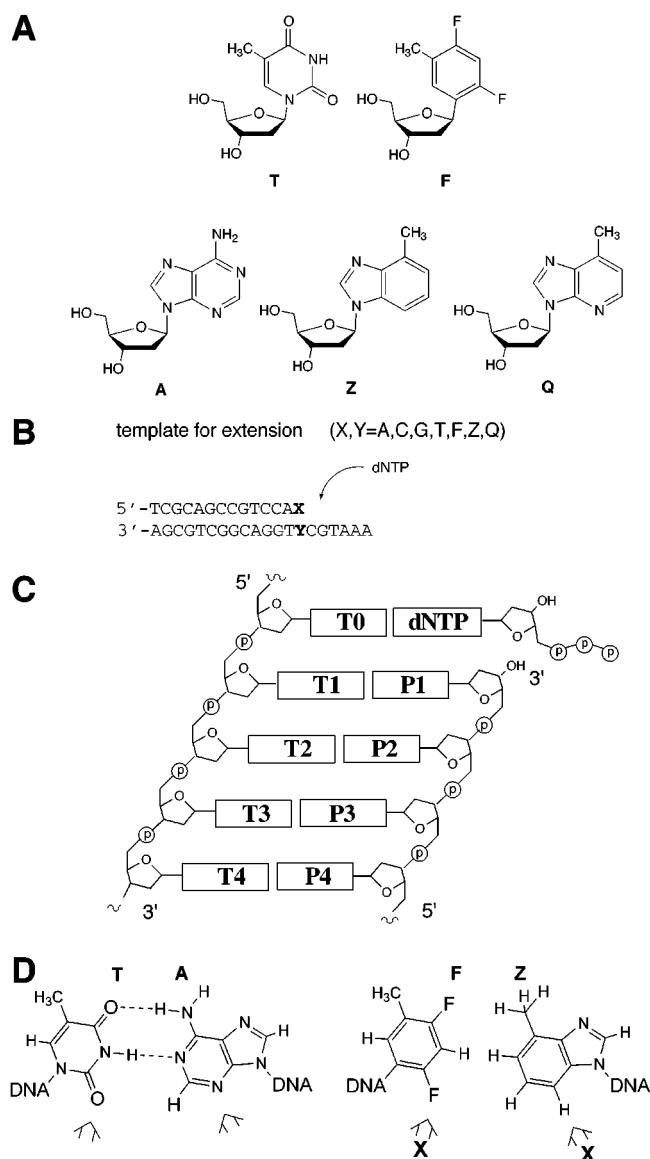 A
O
CH3
NH
N
O
HO
O
HO
T
F
CH3
F
HO
O
HO
F
NH2
N
N
N
N
HO
O
HO
A
CH3
N
N
HO
O
HO
Z
CH3
N
N
N
HO
O
HO
Q
B
template for extension (X,Y=A,C,G,T,F,Z,Q)
dNTP
5′-TCGCAGCCGTCCAX
3′-AGCGTCGGCAGGTYCGTAAA
C
5' O T0 dNTP O OH
p p p p
O T1 P1 O OH 3'
p p
O T2 P2 O
p p
O T3 P3 O
p p
O T4 P4 O
3' 5'
D
T A F Z
H3C O H N H
N
H
H N H N N H
N N
DNA O H DNA
H3C F
H H
DNA F
X
H H
H N
H
H N
H H DNA
X